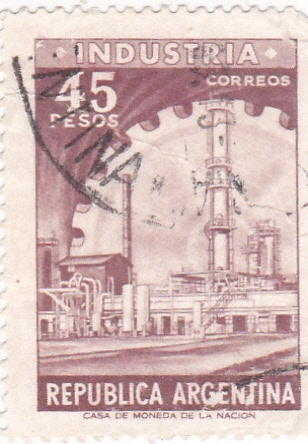 INDUSTRIA
45
CORREOS
PESOS
REPUBLICA ARGENTINA
CASA DE MONEDA DE LA NACION